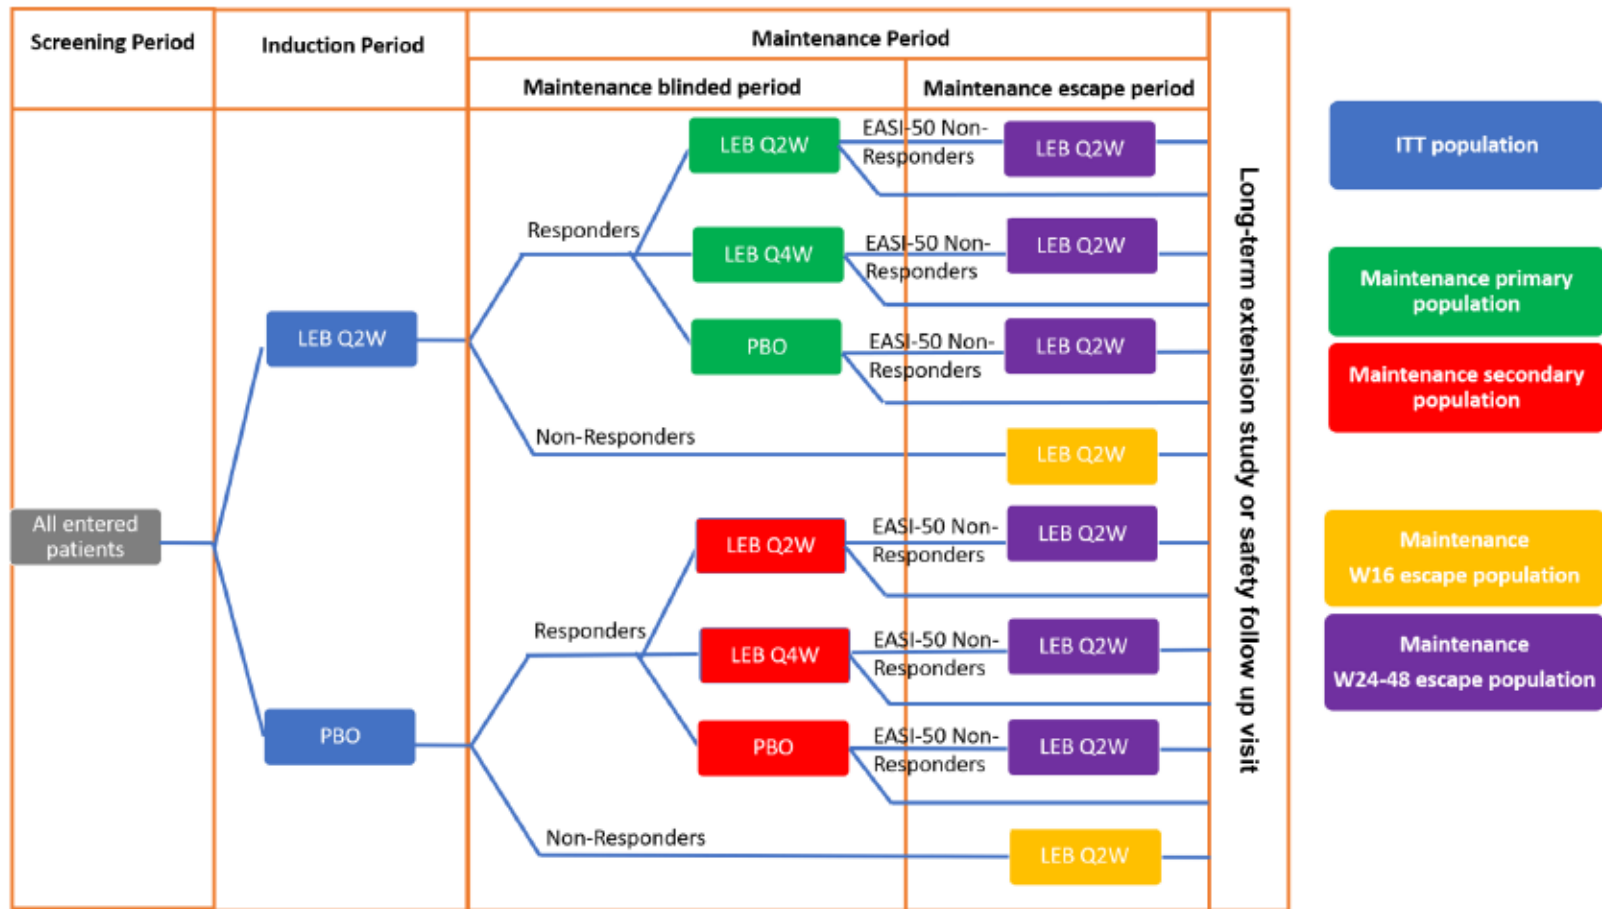 Screening Period
Induction Period
Maintenance Period
Maintenance blinded period
Maintenance escape period
LEB Q2W
EASI-50 Non-
Responders
LEB Q2W
Responders
LEB Q4W
EASI-50 Non-
Responders
LEB Q2W
LEB Q2W
PBO
EASI-50 Non-
Responders
LEB Q2W
Non-Responders
LEB Q2W
All entered
patients
LEB Q2W
EASI-50 Non-
Responders
LEB Q2W
Responders
LEB Q4W
EASI-50 Non-
Responders
LEB Q2W
PBO
PBO
EASI-50 Non-
Responders
LEB Q2W
Non-Responders
LEB Q2W
Long-term extension study or safety follow up visit
ITT population
Maintenance primary
population
Maintenance secondary
population
Maintenance
W16 escape population
Maintenance
W24-48 escape population